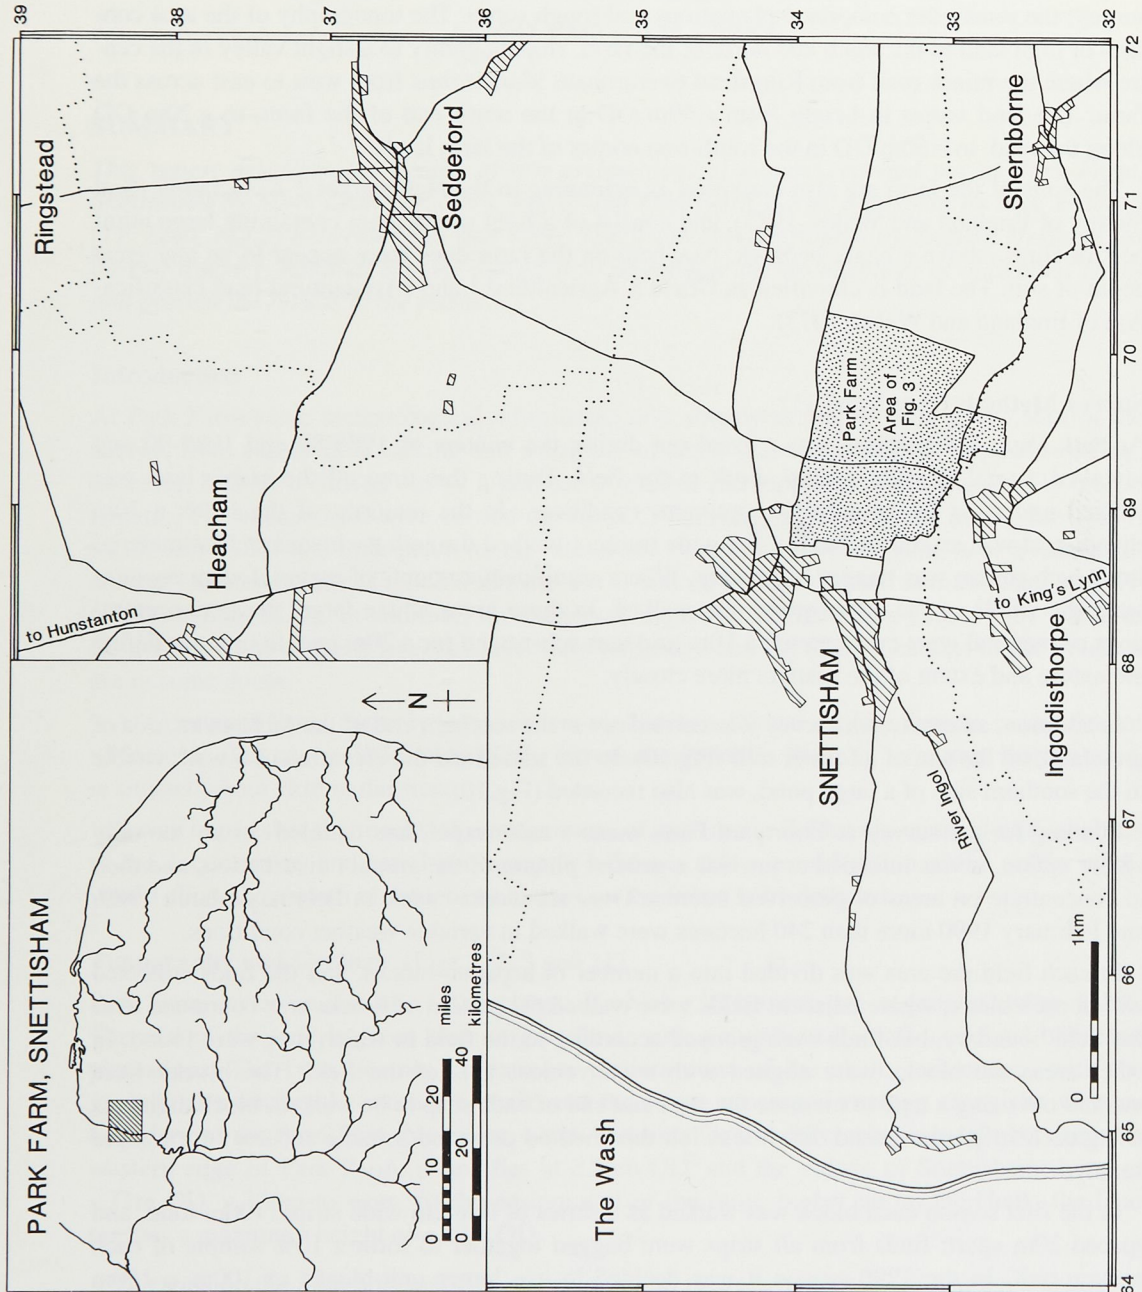 PARK FARM, SNETTISHAM
N
0 10 20 miles
0 20 40 kilometres
to Hunstanton
Ringstead
Heacham
Sedgeford
The Wash
SNETTISHAM
Park Farm
Area of
Fig. 3
River Ingol
Shernborne
Ingoldisthorpe
to King's Lynn
0 1km
39
38
37
36
35
34
33
32
64 65 66 67 68 69 70 71 72